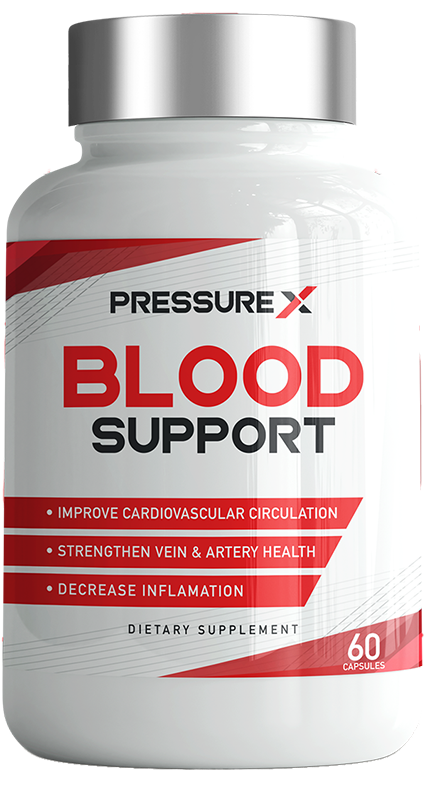 PRESSURE X
BLOOD
SUPPORT
• IMPROVE CARDIOVASCULAR CIRCULATION
• STRENGTHEN VEIN & ARTERY HEALTH
• DECREASE INFLAMATION
DIETARY SUPPLEMENT
60
CAPSULES